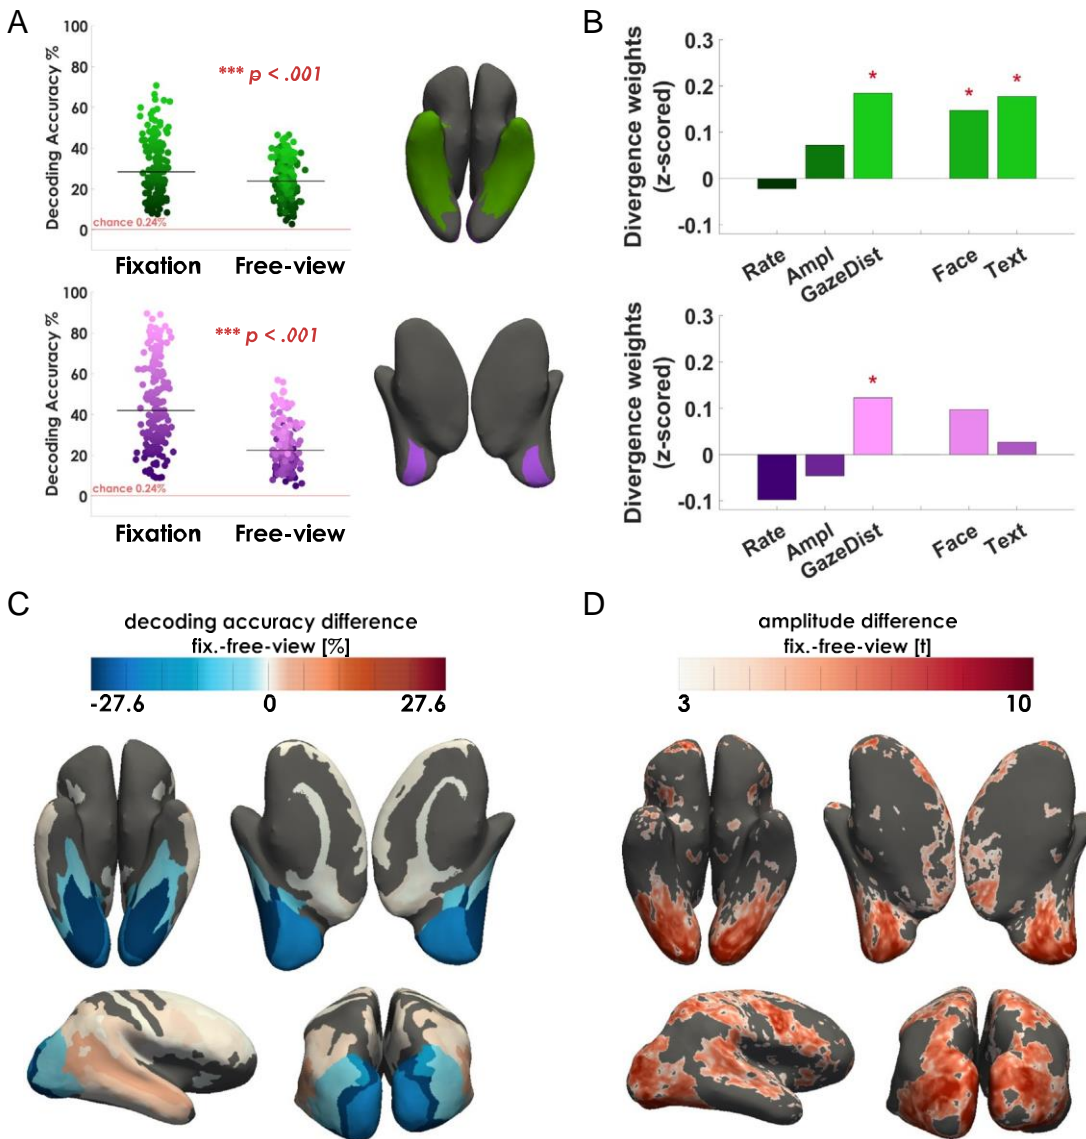 A
Decoding Accuracy %
100
80
60
40
20
0
*** p < .001
chance 0.24%
Fixation
Free-view
Decoding Accuracy %
100
80
60
40
20
0
*** p < .001
chance 0.24%
Fixation
Free-view
B
Divergence weights
(z-scored)
0.3
0.2
0.1
0
-0.1
*
*
*
Rate
Ampl
GazeDist
Face
Text
Divergence weights
(z-scored)
0.3
0.2
0.1
0
-0.1
*
Rate
Ampl
GazeDist
Face
Text
C
decoding accuracy difference
fix.-free-view [%]
-27.6 0 27.6
D
amplitude difference
fix.-free-view [t]
3 10